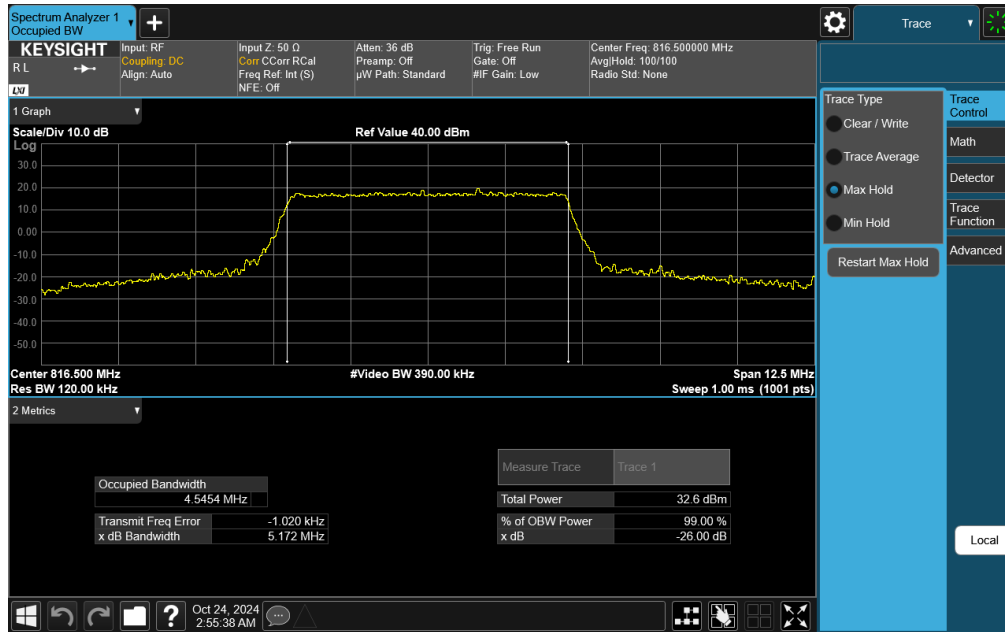 Spectrum Analyzer 1
Occupied BW
KEYSIGHT
R L
LXI
Input: RF
Coupling: DC
Align: Auto
Input Z: 50 Ω
Corr CCorr RCal
Freq Ref: Int (S)
NFE: Off
Atten: 36 dB
Preamp: Off
µW Path: Standard
Trig: Free Run
Gate: Off
#IF Gain: Low
Center Freq: 816.500000 MHz
Avg|Hold: 100/100
Radio Std: None
1 Graph
Scale/Div 10.0 dB
Ref Value 40.00 dBm
Log
30.0
20.0
10.0
0.00
-10.0
-20.0
-30.0
-40.0
-50.0
Center 816.500 MHz
#Video BW 390.00 kHz
Span 12.5 MHz
Res BW 120.00 kHz
Sweep 1.00 ms (1001 pts)
2 Metrics
Occupied Bandwidth
4.5454 MHz
Transmit Freq Error -1.020 kHz
x dB Bandwidth 5.172 MHz
Measure Trace Trace 1
Total Power 32.6 dBm
% of OBW Power 99.00 %
x dB -26.00 dB
Oct 24, 2024
2:55:38 AM
Trace
Trace Type
Clear / Write
Trace Average
Max Hold
Min Hold
Restart Max Hold
Trace
Control
Math
Detector
Trace
Function
Advanced
Local